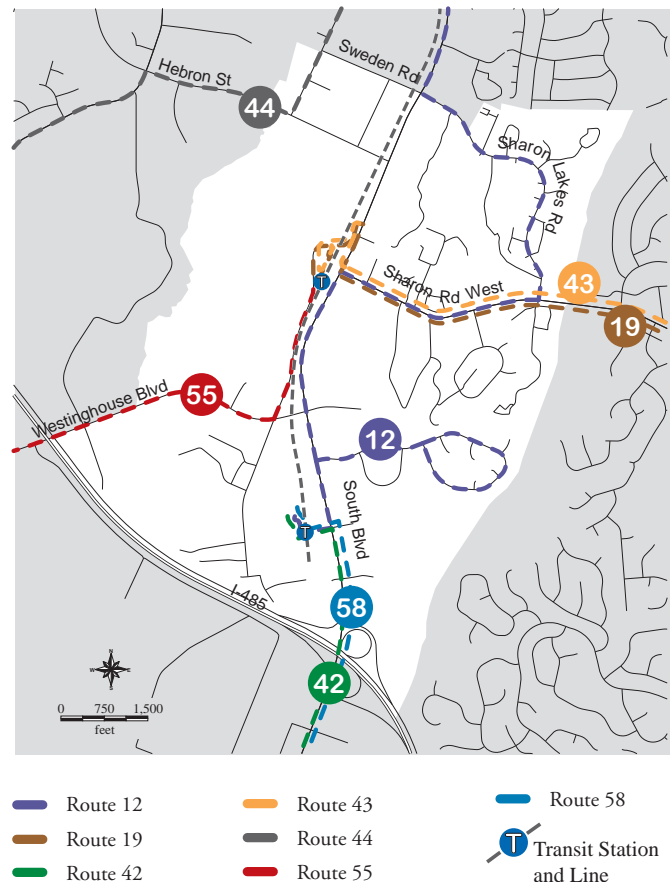 Sweden Rd
Hebron St
44
Sharon
Lakes Rd
T
Sharon Rd West
43
19
55
Westinghouse Blvd
12
South Blvd
T
I-485
58
42
N
W
E
S
0 750 1,500
feet
Route 12
Route 43
Route 58
Route 19
Route 44
T
Transit Station
and Line
Route 42
Route 55